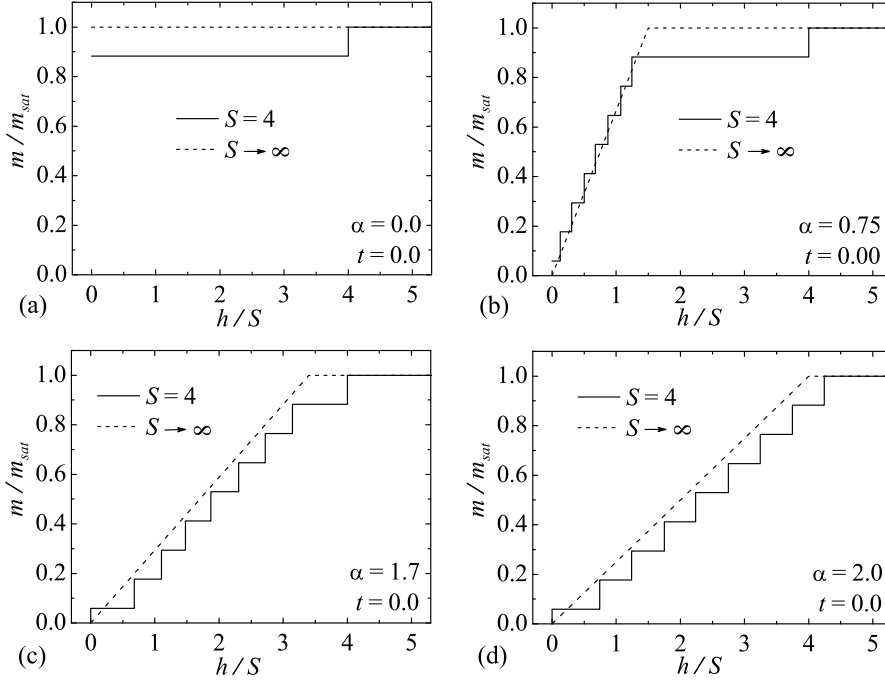 1.0
0.8
0.6
0.4
0.2
0.0
m / m_sat
S = 4
S → ∞
α = 0.0
t = 0.0
0 1 2 3 4 5
(a)
h / S
1.0
0.8
0.6
0.4
0.2
0.0
m / m_sat
S = 4
S → ∞
α = 0.75
t = 0.00
0 1 2 3 4 5
(b)
h / S
1.0
0.8
0.6
0.4
0.2
0.0
m / m_sat
S = 4
S → ∞
α = 1.7
t = 0.0
0 1 2 3 4 5
(c)
h / S
1.0
0.8
0.6
0.4
0.2
0.0
m / m_sat
S = 4
S → ∞
α = 2.0
t = 0.0
0 1 2 3 4 5
(d)
h / S